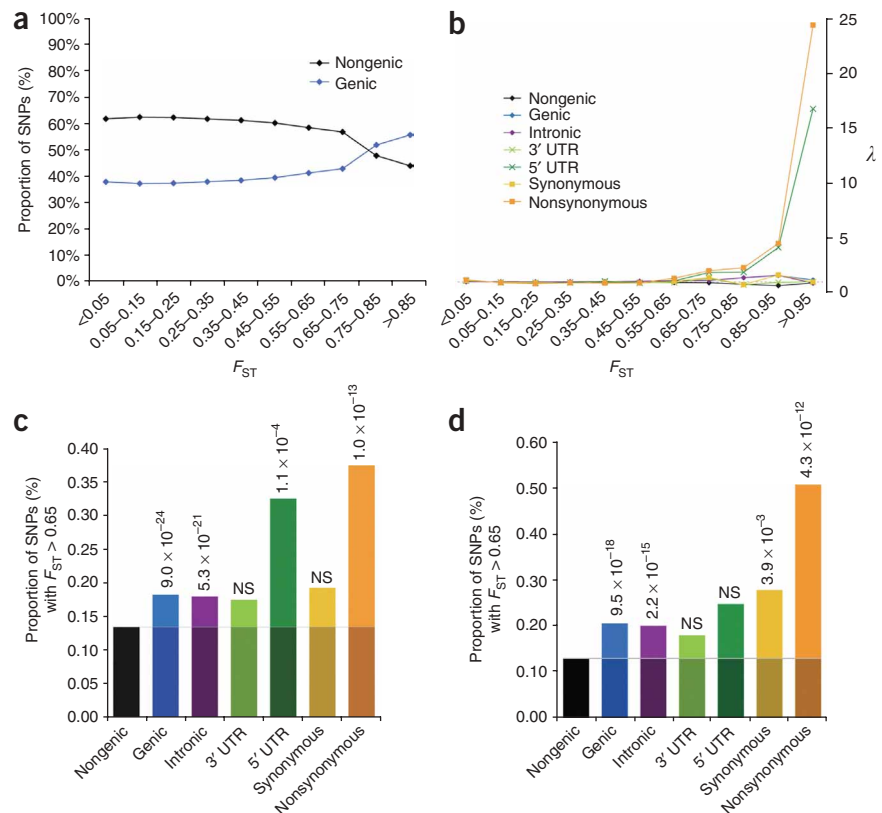 a
100%
90%
80%
70%
60%
50%
40%
30%
20%
10%
0%
Proportion of SNPs (%)
Nongenic
Genic
<0.05
0.05–0.15
0.15–0.25
0.25–0.35
0.35–0.45
0.45–0.55
0.55–0.65
0.65–0.75
0.75–0.85
>0.85
FST
b
Nongenic
Genic
Intronic
3′ UTR
5′ UTR
Synonymous
Nonsynonymous
25
20
15
10
5
0
λ
<0.05
0.05–0.15
0.15–0.25
0.25–0.35
0.35–0.45
0.45–0.55
0.55–0.65
0.65–0.75
0.75–0.85
0.85–0.95
>0.95
FST
c
0.40
0.35
0.30
0.25
0.20
0.15
0.10
0.05
0.00
Proportion of SNPs (%)
with FST > 0.65
9.0 × 10−24
5.3 × 10−21
NS
1.1 × 10−4
NS
1.0 × 10−13
Nongenic
Genic
Intronic
3′ UTR
5′ UTR
Synonymous
Nonsynonymous
d
0.60
0.50
0.40
0.30
0.20
0.10
0.00
Proportion of SNPs (%)
with FST > 0.65
9.5 × 10−18
2.2 × 10−15
NS
NS
3.9 × 10−3
4.3 × 10−12
Nongenic
Genic
Intronic
3′ UTR
5′ UTR
Synonymous
Nonsynonymous